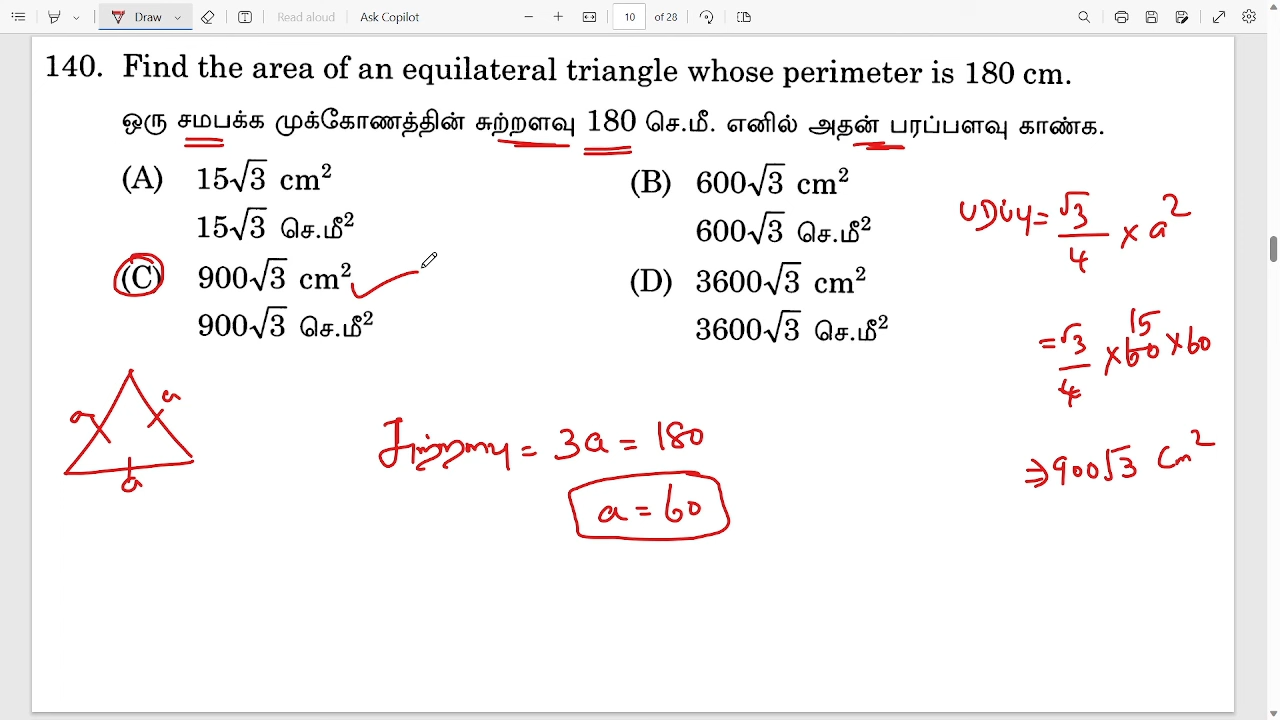 Draw Read aloud Ask Copilot 10 of 28
140. Find the area of an equilateral triangle whose perimeter is 180 cm.
ஒரு சமபக்க முக்கோணத்தின் சுற்றளவு 180 செ.மீ. எனில் அதன் பரப்பளவு காண்க.
(A) 15√3 cm² (B) 600√3 cm²
15√3 செ.மீ² 600√3 செ.மீ²
(C) 900√3 cm² (D) 3600√3 cm²
900√3 செ.மீ² 3600√3 செ.மீ²
பரப்பு = √3/4 × a²
= √3/4 × 60 × 60
15
⇒ 900√3 cm²
a a
a
சுற்றளவு = 3a = 180
a = 60